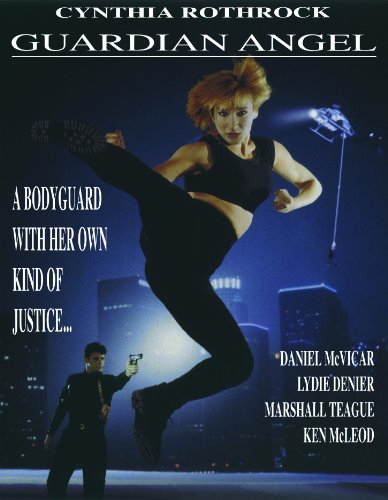 CYNTHIA ROTHROCK
GUARDIAN ANGEL
A BODYGUARD
WITH HER OWN
KIND OF
JUSTICE...
DANIEL McVICAR
LYDIE DENIER
MARSHALL TEAGUE
KEN McLEOD